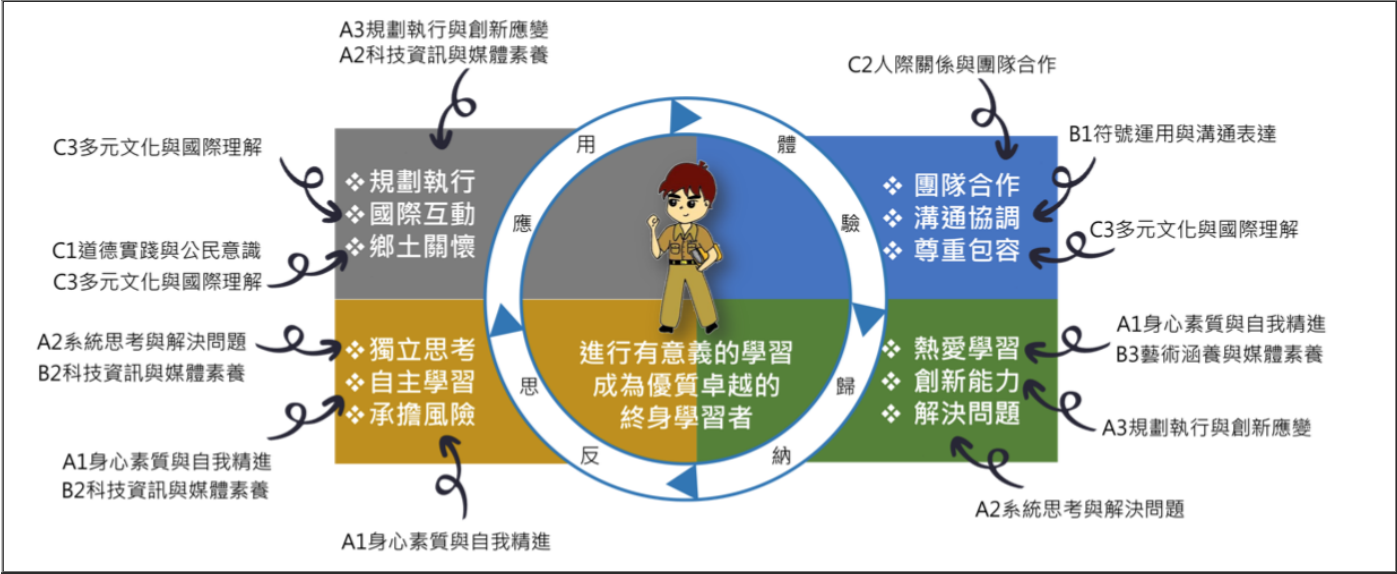 A3規劃執行與創新應變
A2科技資訊與媒體素養
C3多元文化與國際理解
C1道德實踐與公民意識
C3多元文化與國際理解
❖規劃執行
❖國際互動
❖鄉土關懷
應用
體驗
C2人際關係與團隊合作
B1符號運用與溝通表達
C3多元文化與國際理解
❖ 團隊合作
❖ 溝通協調
❖ 尊重包容
A2系統思考與解決問題
B2科技資訊與媒體素養
A1身心素質與自我精進
B2科技資訊與媒體素養
A1身心素質與自我精進
❖獨立思考
❖自主學習
❖承擔風險
思反
進行有意義的學習
成為優質卓越的
終身學習者
歸納
❖ 熱愛學習
❖ 創新能力
❖ 解決問題
A1身心素質與自我精進
B3藝術涵養與媒體素養
A3規劃執行與創新應變
A2系統思考與解決問題